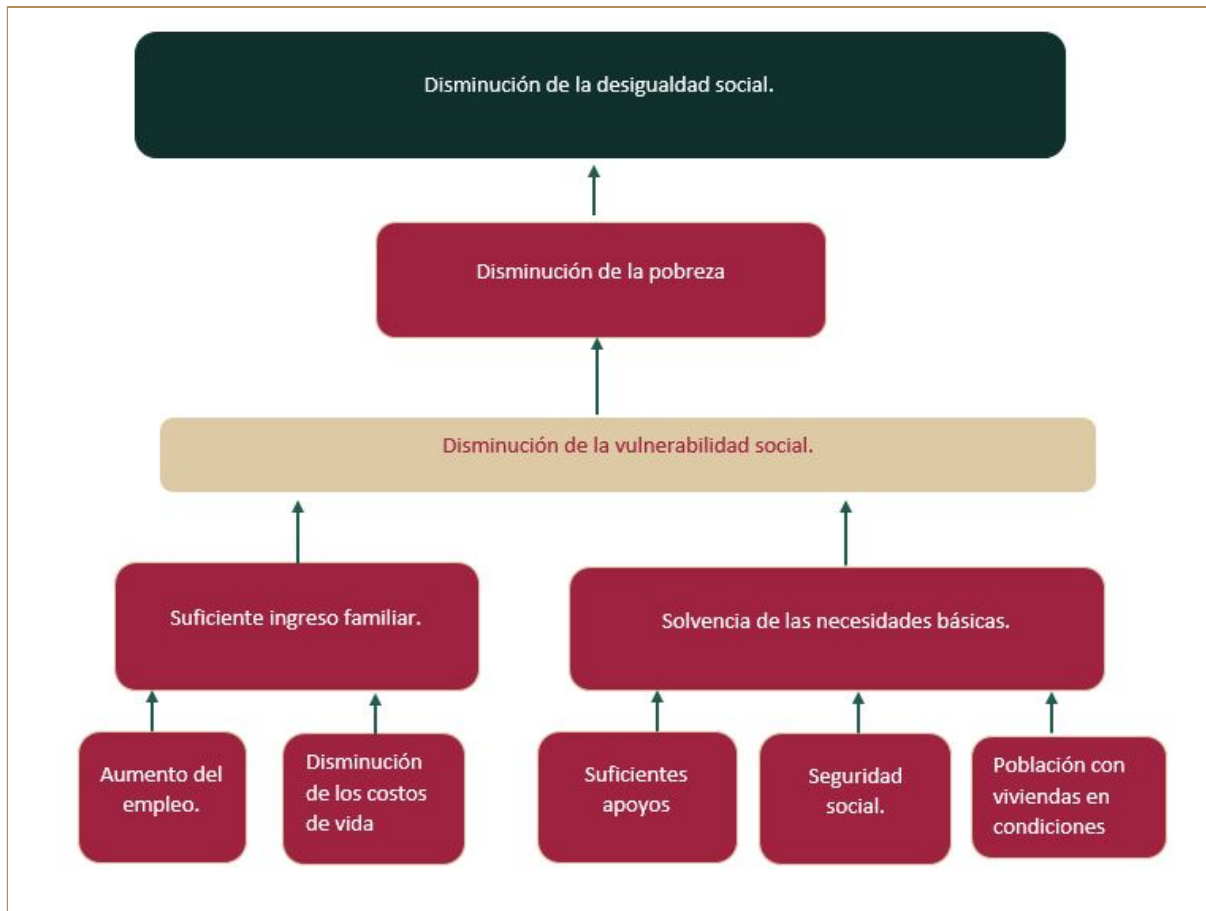 Disminución de la desigualdad social.
Disminución de la pobreza
Disminución de la vulnerabilidad social.
Suficiente ingreso familiar.
Solvencia de las necesidades básicas.
Aumento del
empleo.
Disminución
de los costos
de vida
Suficientes
apoyos
Seguridad
social.
Población con
viviendas en
condiciones